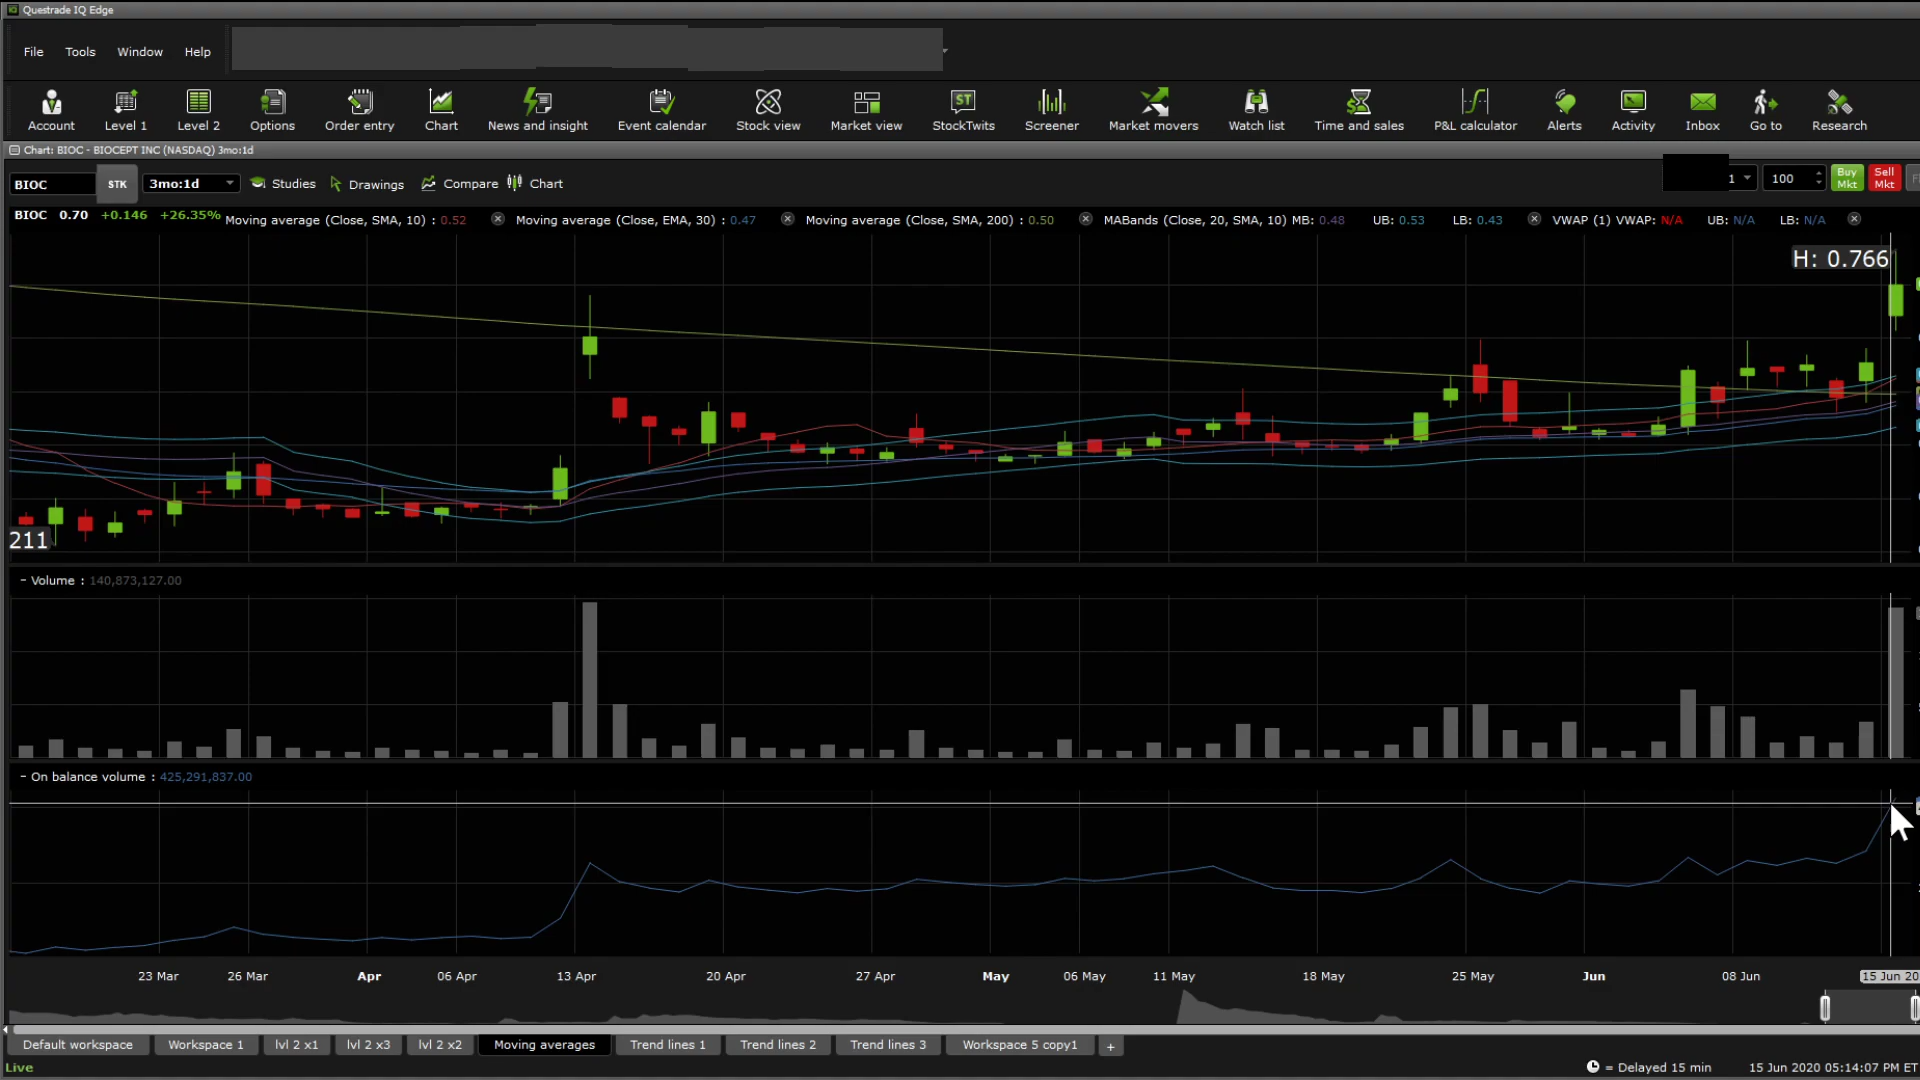 Questrade IQ Edge
File Tools Window Help
Account Level 1 Level 2 Options Order entry Chart News and insight Event calendar Stock view Market view StockTwits Screener Market movers Watch list Time and sales P&L calculator Alerts Activity Inbox Go to Research
Chart: BIOC - BIOCEPT INC (NASDAQ) 3mo:1d
BIOC STK 3mo:1d Studies Drawings Compare Chart 1 100 Buy Mkt Sell Mkt
BIOC 0.70 +0.146 +26.35% Moving average (Close, SMA, 10) : 0.52 Moving average (Close, EMA, 30) : 0.47 Moving average (Close, SMA, 200) : 0.50 MABands (Close, 20, SMA, 10) MB: 0.48 UB: 0.53 LB: 0.43 VWAP (1) VWAP: N/A UB: N/A LB: N/A
H: 0.766
211
- Volume : 140,873,127.00
- On balance volume : 425,291,837.00
23 Mar 26 Mar Apr 06 Apr 13 Apr 20 Apr 27 Apr May 06 May 11 May 18 May 25 May Jun 08 Jun 15 Jun 20
Default workspace Workspace 1 lvl 2 x1 lvl 2 x3 lvl 2 x2 Moving averages Trend lines 1 Trend lines 2 Trend lines 3 Workspace 5 copy1 +
Live = Delayed 15 min 15 Jun 2020 05:14:07 PM ET